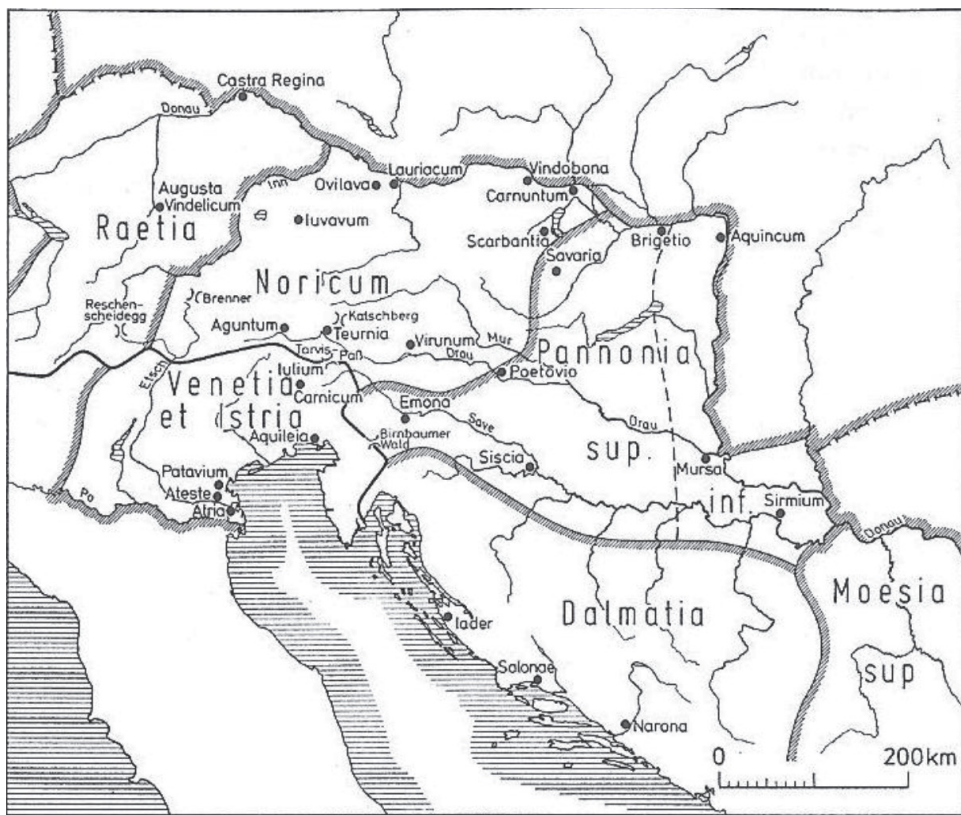 Castra Regina
Donau
Lauriacum
Vindobona
Inn
Ovilava
Carnuntum
Augusta
Vindelicum
Iuvavum
Raetia
Scarbantia
Brigetio
Aquincum
Savaria
Noricum
Reschen-
scheidegg
Brenner
Katschberg
Aguntum
Teurnia
Virunum
Mur
Tarvis-Paß
Drau
Pannonia
Etsch
Venetia
et Istria
Iulium
Carnicum
Poetovio
Emona
Save
Drau
Aquileia
Birnbaumer
Wald
sup.
Siscia
Mursa
Patavium
Ateste
Po
Atria
inf.
Sirmium
Donau
Dalmatia
Moesia
Iader
sup
Salonae
Narona
0
200km